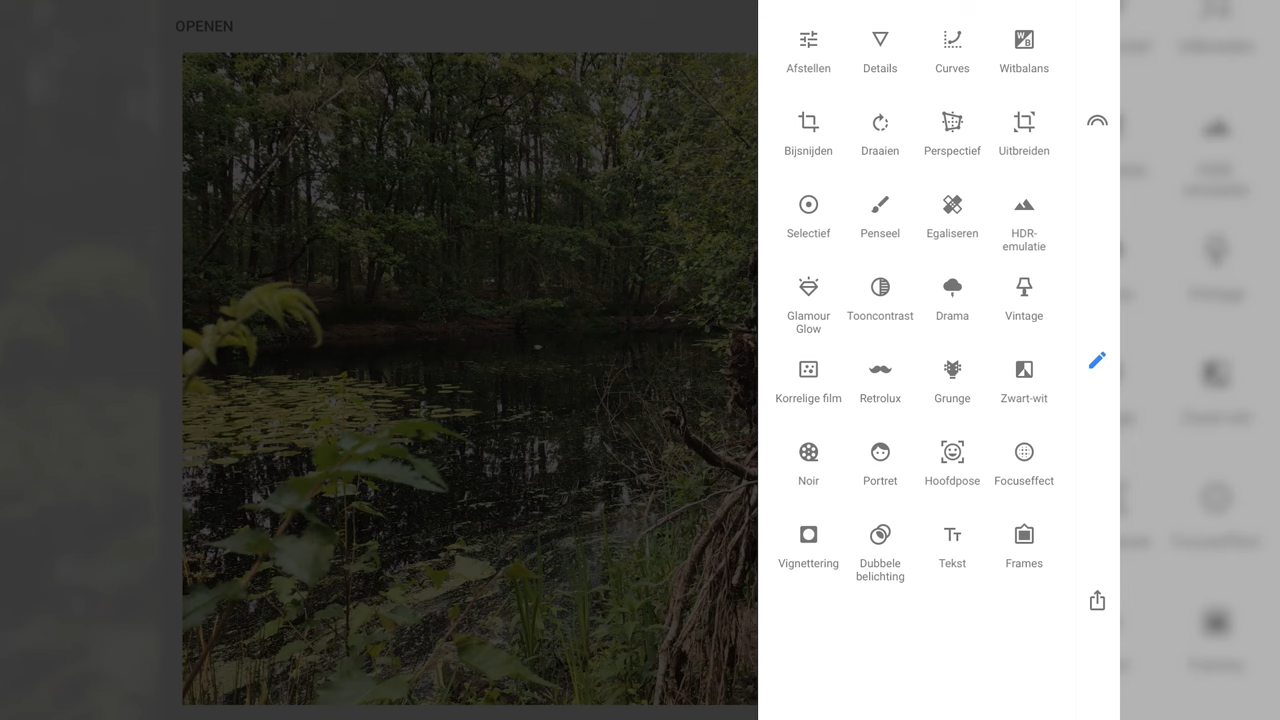 OPENEN
Afstellen Details Curves Witbalans
Bijsnijden Draaien Perspectief Uitbreiden
Selectief Penseel Egaliseren HDR-
emulatie
Glamour Tooncontrast Drama Vintage
Glow
Korrelige film Retrolux Grunge Zwart-wit
Noir Portret Hoofdpose Focuseffect
Vignettering Dubbele Tekst Frames
belichting